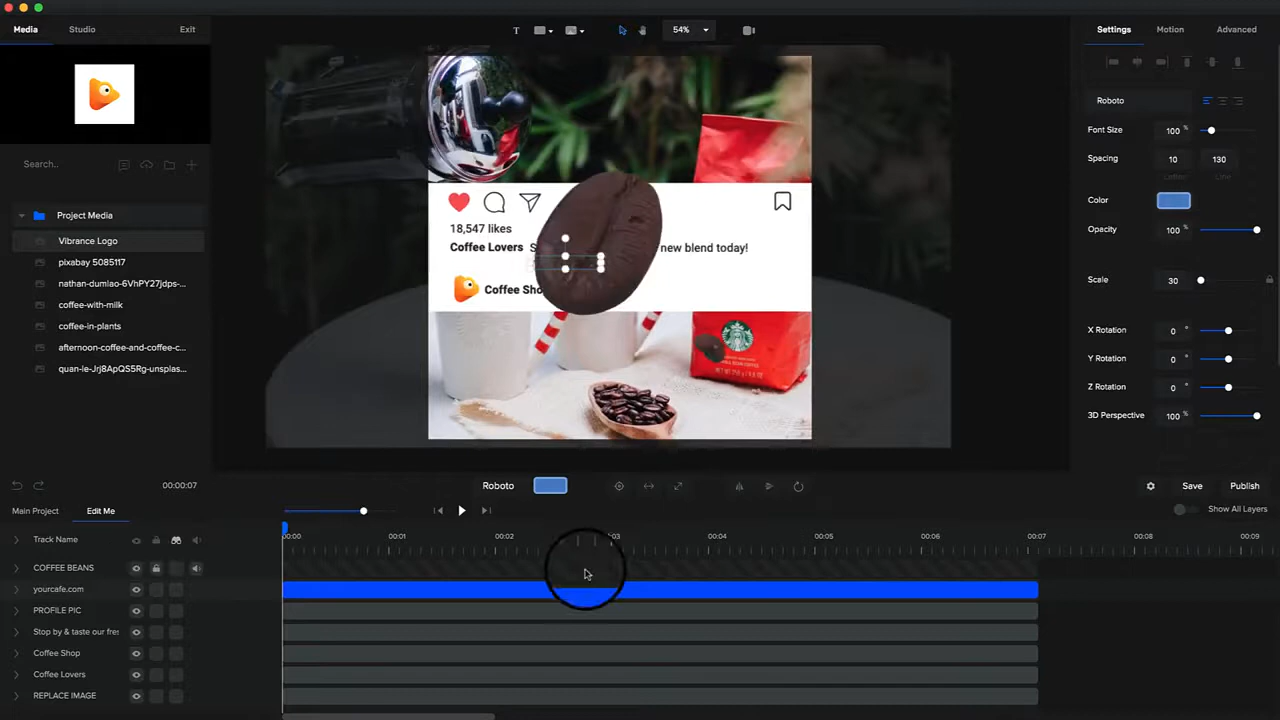 Media Studio Exit
T 54%
Settings Motion Advanced
Search..
Project Media
Vibrance Logo
pixabay 5084117
nathan-dumlao-6VhPY27jdps-...
coffee-with-milk
coffee-in-plants
afternoon-coffee-and-coffee-c...
quan-le-Jrj8ApQS5Rg-unsplas...
18,547 likes
Coffee Lovers S new blend today!
Coffee Sho
Roboto
Font Size 100 %
Spacing 10 130
Letter Line
Color
Opacity 100 %
Scale 30
X Rotation 0 °
Y Rotation 0 °
Z Rotation 0 °
3D Perspective 100 %
00:00:07
Roboto
Save Publish
Main Project Edit Me
Show All Layers
Track Name
00:00 00:01 00:02 :03 00:04 00:05 00:06 00:07 00:08 00:09
COFFEE BEANS
yourcafe.com
PROFILE PIC
Stop by & taste our fres
Coffee Shop
Coffee Lovers
REPLACE IMAGE